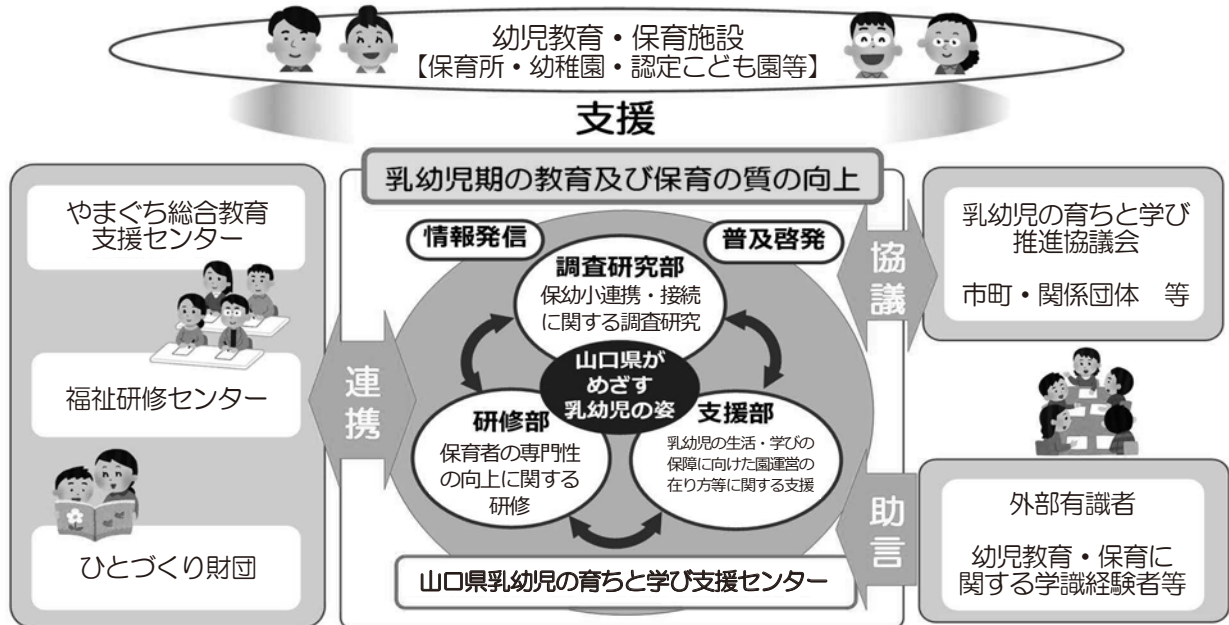 幼児教育・保育施設
【保育所・幼稚園・認定こども園等】
支援
やまぐち総合教育
支援センター
福祉研修センター
ひとづくり財団
連携
乳幼児期の教育及び保育の質の向上
情報発信
普及啓発
調査研究部
保幼小連携・接続
に関する調査研究
山口県が
めざす
乳幼児の姿
研修部
保育者の専門性
の向上に関する
研修
支援部
乳幼児の生活・学びの
保障に向けた園運営の
在り方等に関する支援
山口県乳幼児の育ちと学び支援センター
協議
乳幼児の育ちと学び
推進協議会
市町・関係団体 等
助言
外部有識者
幼児教育・保育に
関する学識経験者等